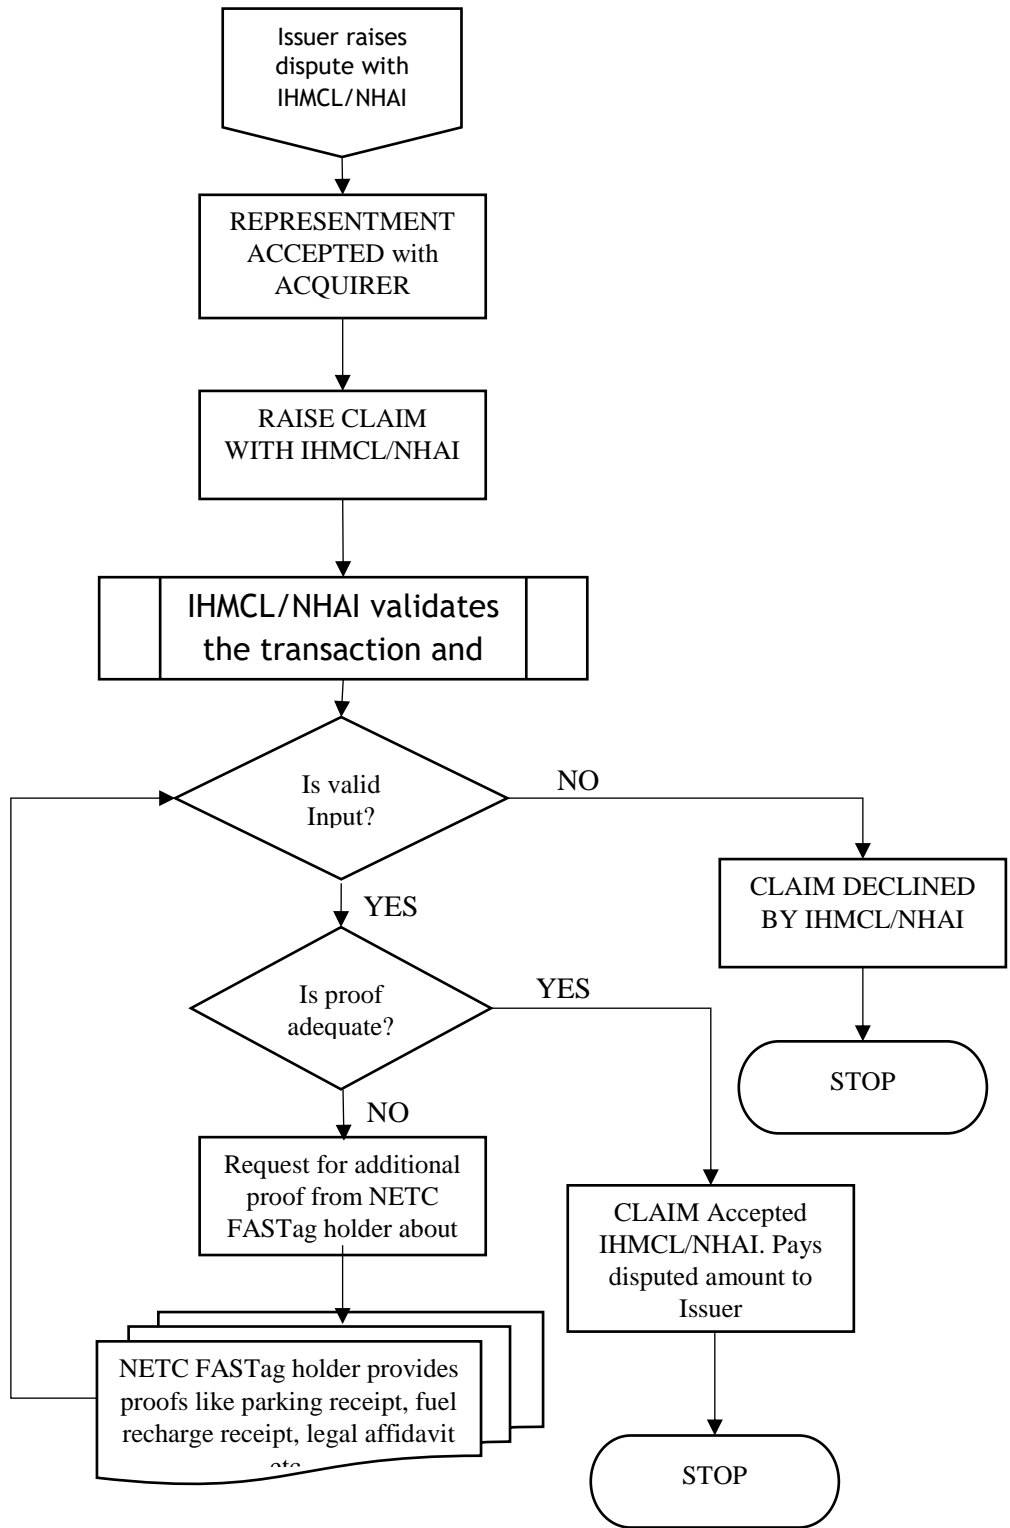 Issuer raises
dispute with
IHMCL/NHAI
REPRESENTMENT
ACCEPTED with
ACQUIRER
RAISE CLAIM
WITH IHMCL/NHAI
IHMCL/NHAI validates
the transaction and
Is valid
Input?
NO
YES
CLAIM DECLINED
BY IHMCL/NHAI
Is proof
adequate?
YES
STOP
NO
Request for additional
proof from NETC
FASTag holder about
CLAIM Accepted
IHMCL/NHAI. Pays
disputed amount to
Issuer
NETC FASTag holder provides
proofs like parking receipt, fuel
recharge receipt, legal affidavit
etc
STOP